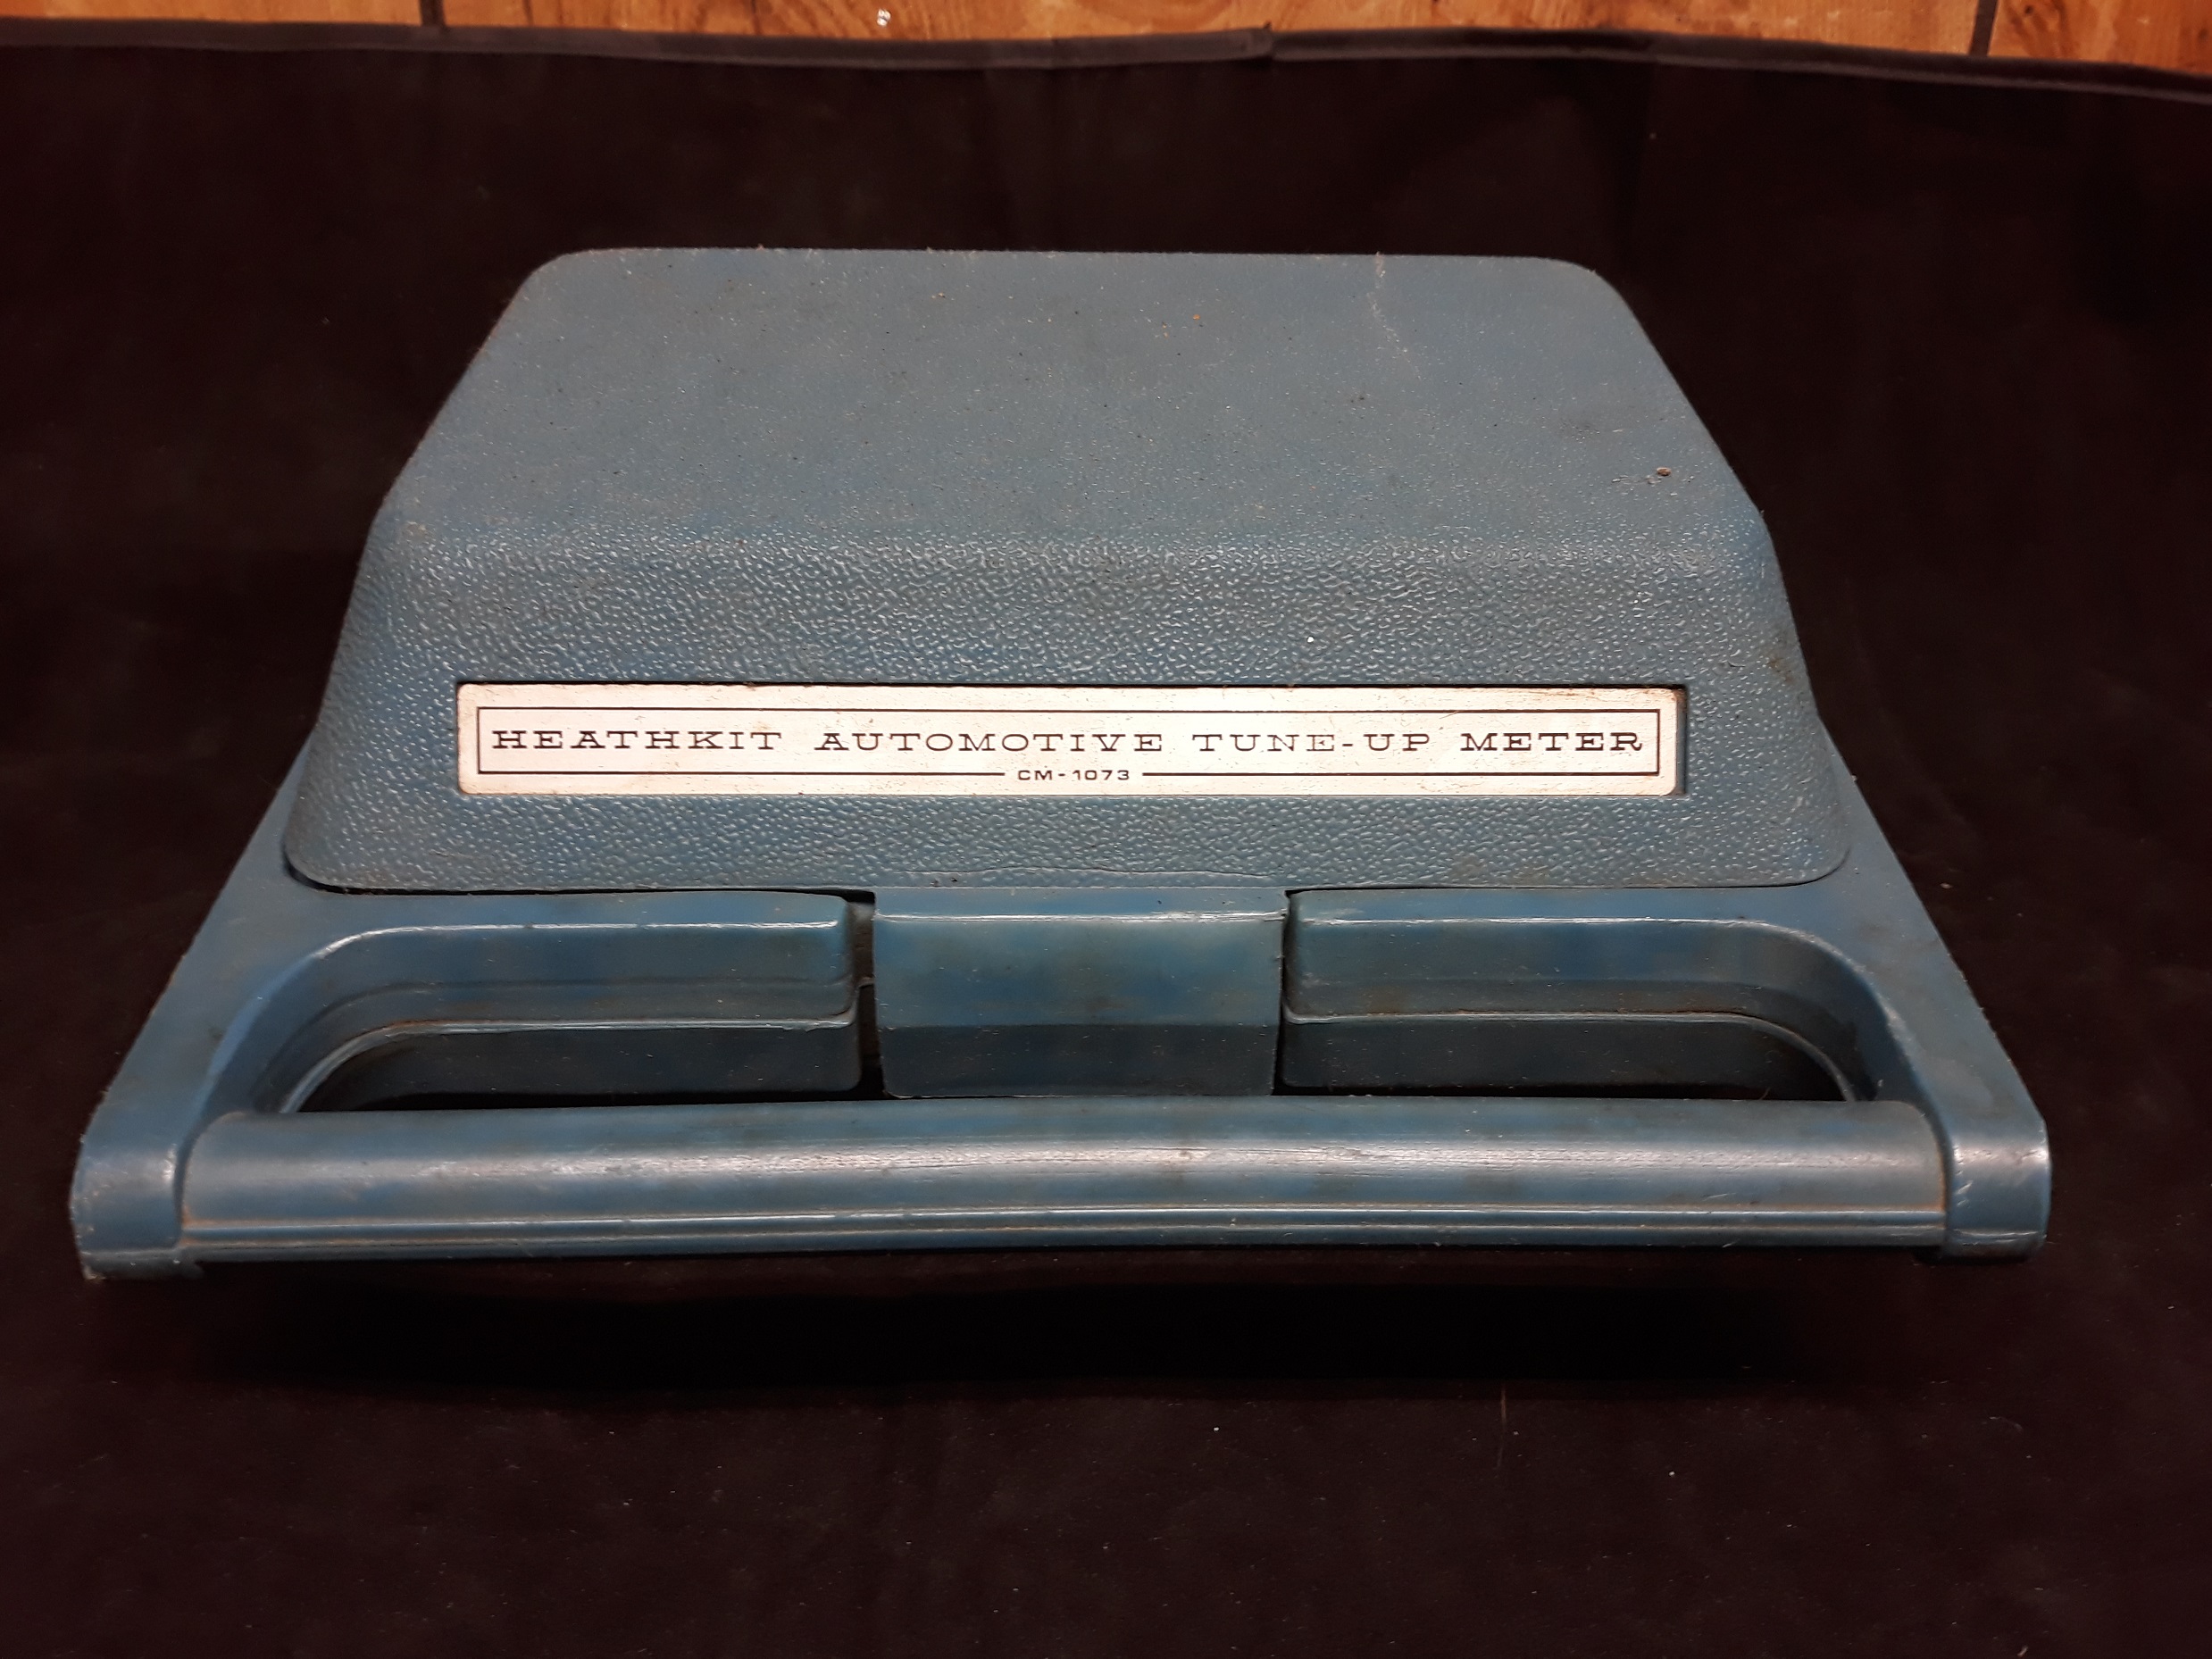 HEATHKIT AUTOMOTIVE TUNE-UP METER
CM-1073